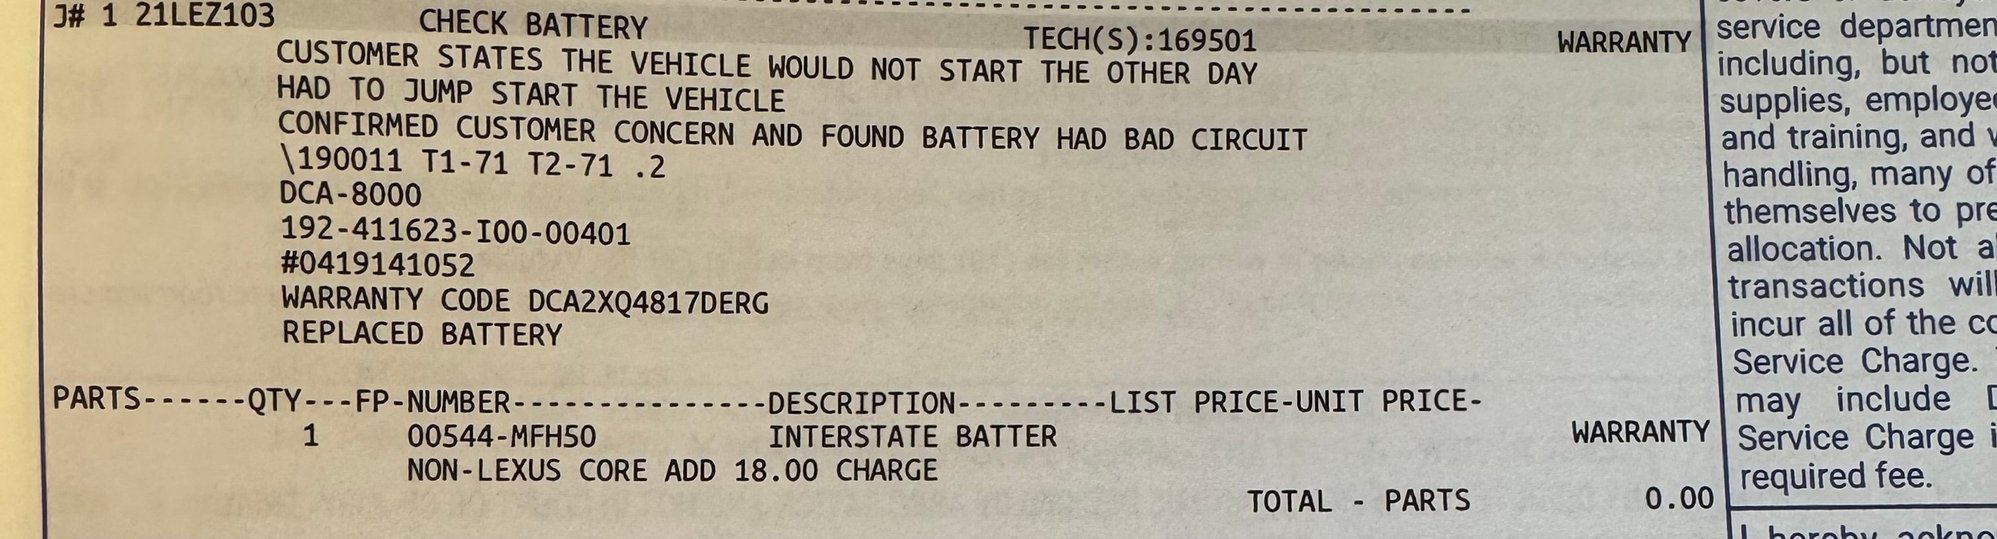 J# 1 21LEZ103 CHECK BATTERY TECH(S):169501 WARRANTY
CUSTOMER STATES THE VEHICLE WOULD NOT START THE OTHER DAY
HAD TO JUMP START THE VEHICLE
CONFIRMED CUSTOMER CONCERN AND FOUND BATTERY HAD BAD CIRCUIT
\190011 T1-71 T2-71 .2
DCA-8000
192-411623-I00-00401
#0419141052
WARRANTY CODE DCA2XQ4817DERG
REPLACED BATTERY
PARTS------QTY---FP-NUMBER---------------DESCRIPTION---------LIST PRICE-UNIT PRICE-
1 00544-MFH50 INTERSTATE BATTER WARRANTY
NON-LEXUS CORE ADD 18.00 CHARGE
TOTAL - PARTS 0.00
service departmen
including, but not
supplies, employee
and training, and
handling, many of
themselves to pre
allocation. Not a
transactions will
incur all of the co
Service Charge.
may include D
Service Charge i
required fee.
I hereby ackno